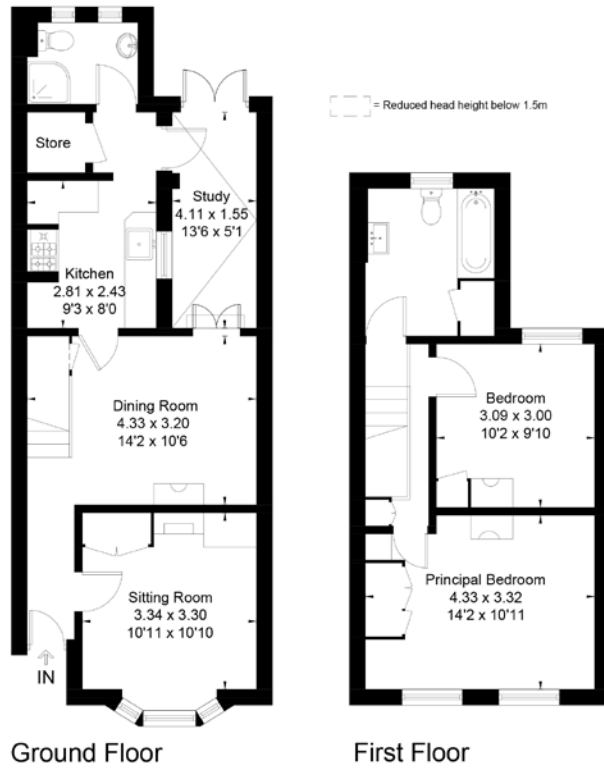 = Reduced head height below 1.5m
Store
Study
4.11 x 1.55
13'6 x 5'1
Kitchen
2.81 x 2.43
9'3 x 8'0
Dining Room
4.33 x 3.20
14'2 x 10'6
Sitting Room
3.34 x 3.30
10'11 x 10'10
IN
Ground Floor
Bedroom
3.09 x 3.00
10'2 x 9'10
Principal Bedroom
4.33 x 3.32
14'2 x 10'11
First Floor